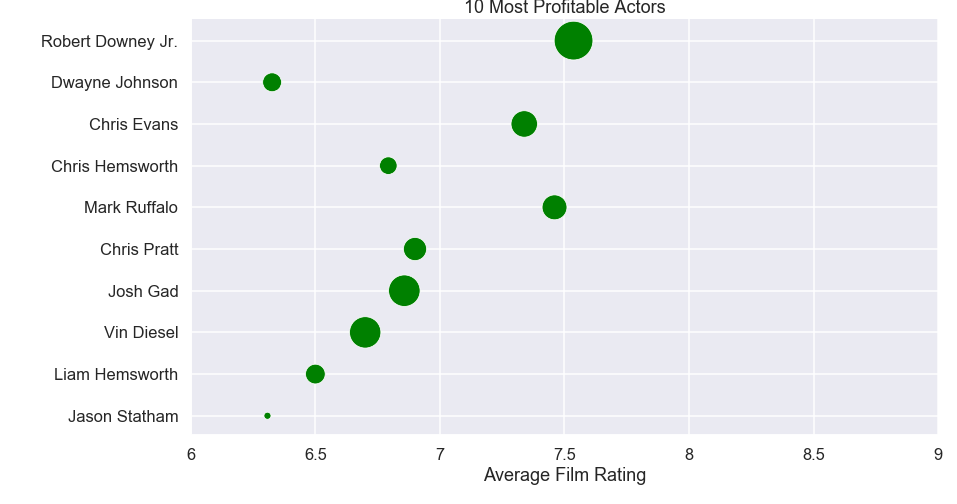 10 Most Profitable Actors
Robert Downey Jr.
Dwayne Johnson
Chris Evans
Chris Hemsworth
Mark Ruffalo
Chris Pratt
Josh Gad
Vin Diesel
Liam Hemsworth
Jason Statham
6 6.5 7 7.5 8 8.5 9
Average Film Rating